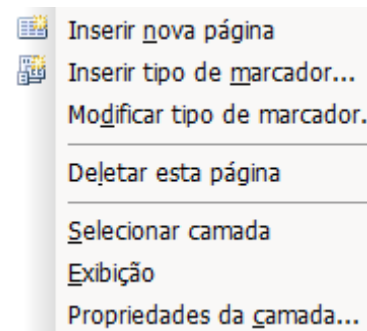 Inserir nova página
Inserir tipo de marcador...
Modificar tipo de marcador.
Deletar esta página
Selecionar camada
Exibição
Propriedades da camada...